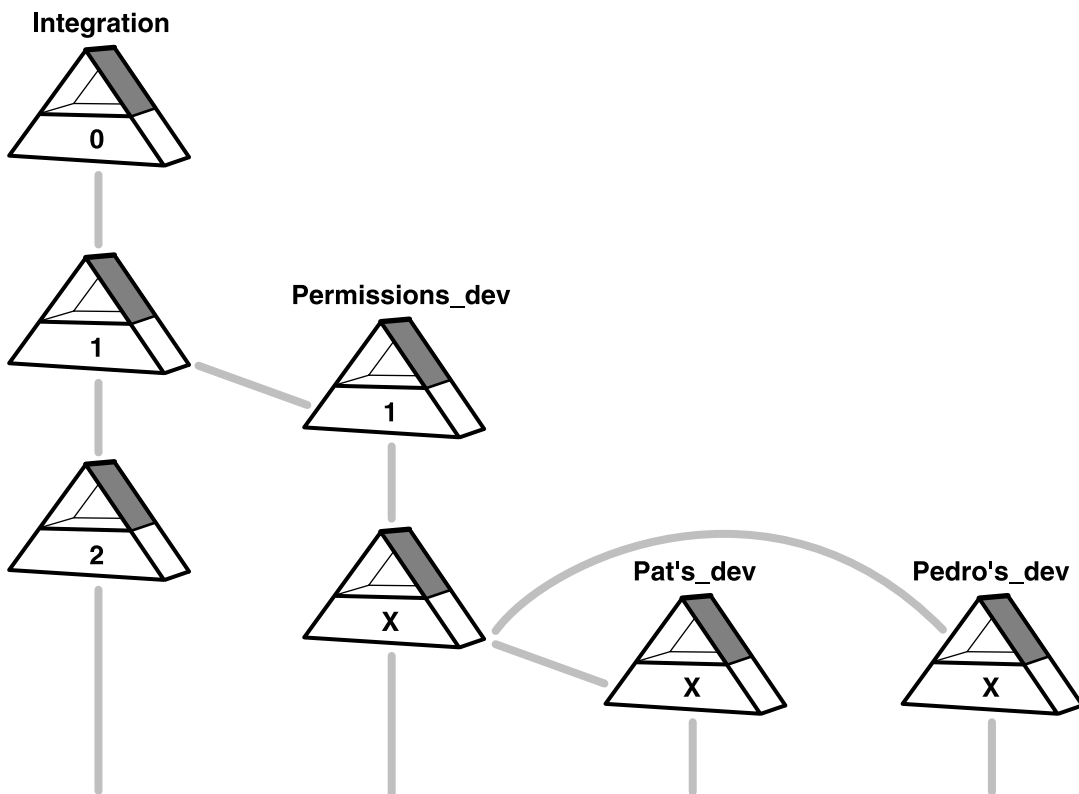 Integration
0
1
Permissions_dev
1
2
X
Pat's_dev
Pedro's_dev
X
X